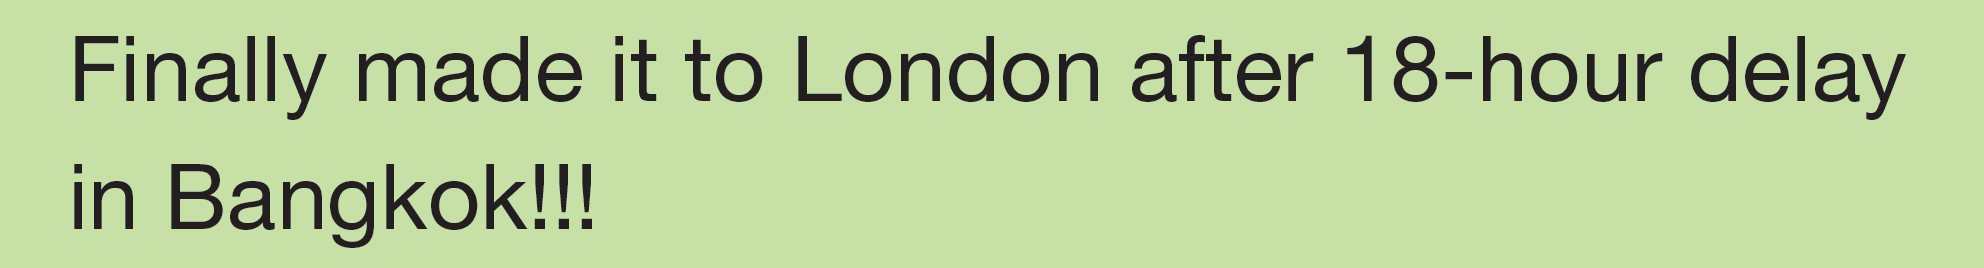 Finally made it to London after 18-hour delay
in Bangkok!!!